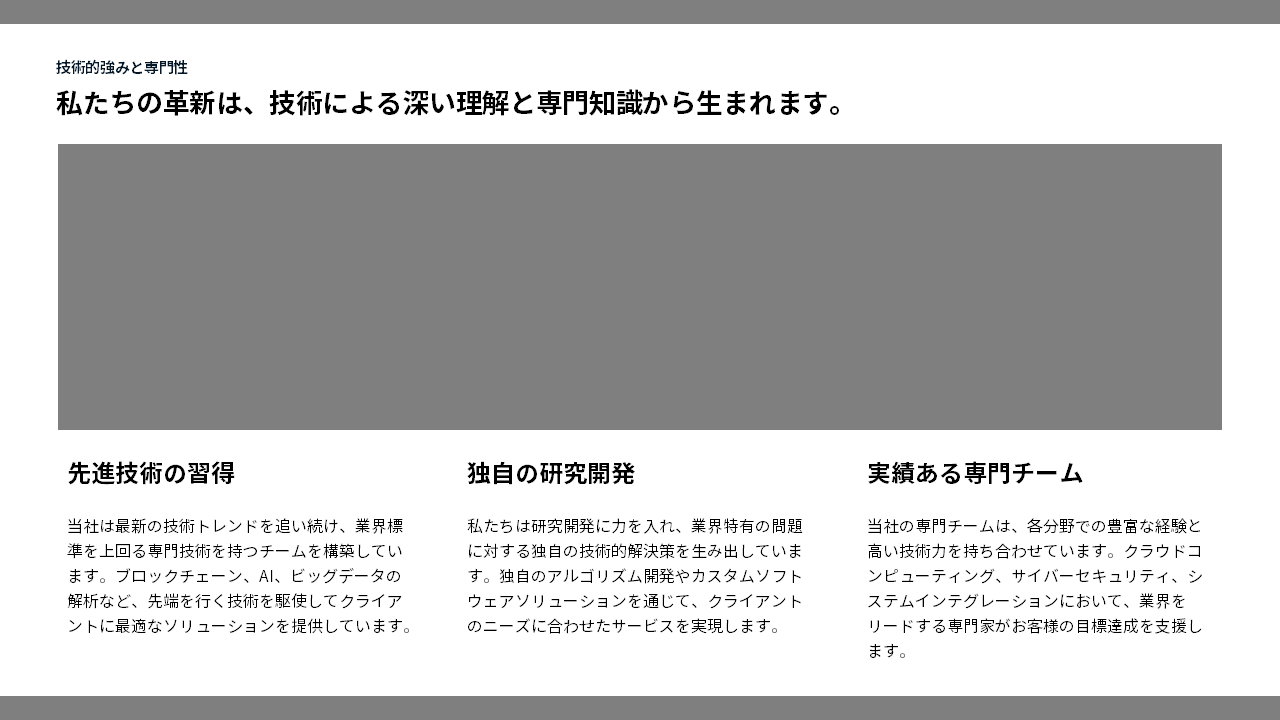 技術的強みと専門性
私たちの革新は、技術による深い理解と専門知識から生まれます。
先進技術の習得
当社は最新の技術トレンドを追い続け、業界標
準を上回る専門技術を持つチームを構築してい
ます。ブロックチェーン、AI、ビッグデータの
解析など、先端を行く技術を駆使してクライア
ントに最適なソリューションを提供しています。
独自の研究開発
私たちは研究開発に力を入れ、業界特有の問題
に対する独自の技術的解決策を生み出していま
す。独自のアルゴリズム開発やカスタムソフト
ウェアソリューションを通じて、クライアント
のニーズに合わせたサービスを実現します。
実績ある専門チーム
当社の専門チームは、各分野での豊富な経験と
高い技術力を持ち合わせています。クラウドコ
ンピューティング、サイバーセキュリティ、シ
ステムインテグレーションにおいて、業界を
リードする専門家がお客様の目標達成を支援し
ます。